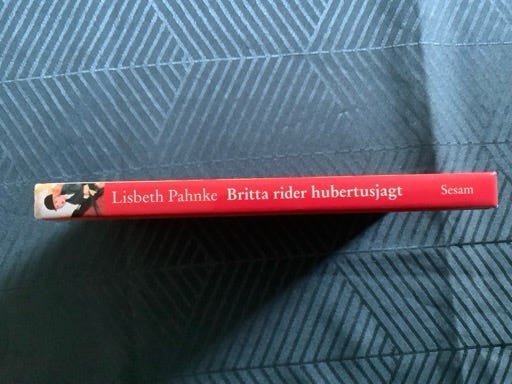 Lisbeth Pahnke Britta rider hubertusjagt Sesam